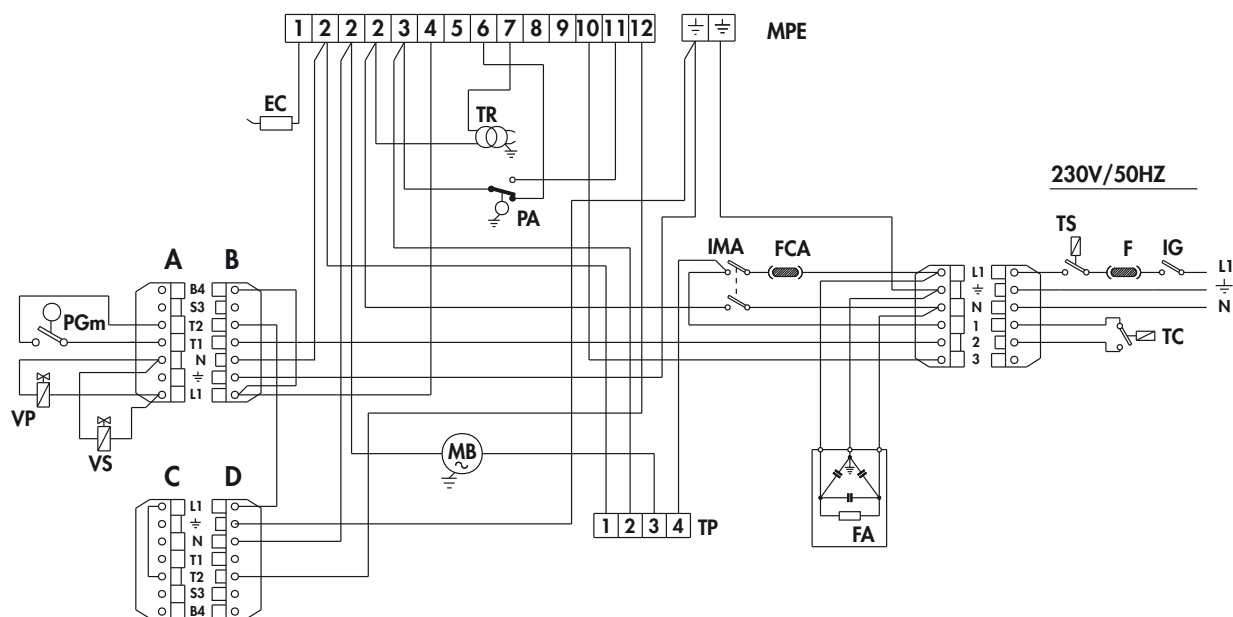 1 2 2 2 3 4 5 6 7 8 9 10 11 12
MPE
EC
TR
PA
230V/50HZ
TS
F
IG
IMA
FCA
L1
N
L1
N
1
2
3
TC
A
B
B4
S3
T2
T1
N
L1
PGm
VP
VS
MB
~
C
D
L1
N
T1
T2
S3
B4
1 2 3 4
TP
FA